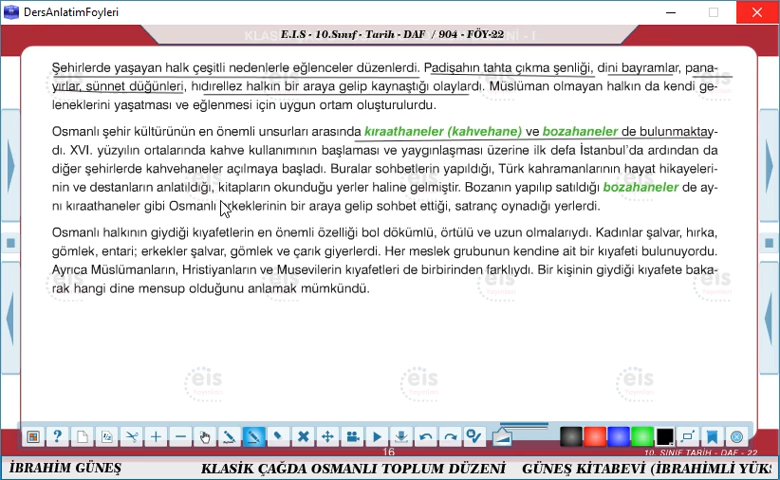 DersAnlatimFoyleri
E.I.S - 10.Sınıf - Tarih - DAF / 904 - FÖY-22
Şehirlerde yaşayan halk çeşitli nedenlerle eğlenceler düzenlerdi. Padişahın tahta çıkma şenliği, dini bayramlar, pana-
yırlar, sünnet düğünleri, hıdırellez halkın bir araya gelip kaynaştığı olaylardı. Müslüman olmayan halkın da kendi ge-
leneklerini yaşatması ve eğlenmesi için uygun ortam oluşturulurdu.
Osmanlı şehir kültürünün en önemli unsurları arasında kıraathaneler (kahvehane) ve bozahaneler de bulunmaktay-
dı. XVI. yüzyılın ortalarında kahve kullanımının başlaması ve yaygınlaşması üzerine ilk defa İstanbul'da ardından da
diğer şehirlerde kahvehaneler açılmaya başladı. Buralar sohbetlerin yapıldığı, Türk kahramanlarının hayat hikayeleri-
nin ve destanların anlatıldığı, kitapların okunduğu yerler haline gelmiştir. Bozanın yapılıp satıldığı bozahaneler de ay-
nı kıraathaneler gibi Osmanlı erkeklerinin bir araya gelip sohbet ettiği, satranç oynadığı yerlerdi.
Osmanlı halkının giydiği kıyafetlerin en önemli özelliği bol dökümlü, örtülü ve uzun olmalarıydı. Kadınlar şalvar, hırka,
gömlek, entari; erkekler şalvar, gömlek ve çarık giyerlerdi. Her meslek grubunun kendine ait bir kıyafeti bulunuyordu.
Ayrıca Müslümanların, Hristiyanların ve Musevilerin kıyafetleri de birbirinden farklıydı. Bir kişinin giydiği kıyafete baka-
rak hangi dine mensup olduğunu anlamak mümkündü.
eis eis eis
16
10. SINIF TARİH - DAF - 22
İBRAHİM GÜNEŞ KLASİK ÇAĞDA OSMANLI TOPLUM DÜZENİ GÜNEŞ KİTABEVİ (İBRAHİMLİ YÜKS